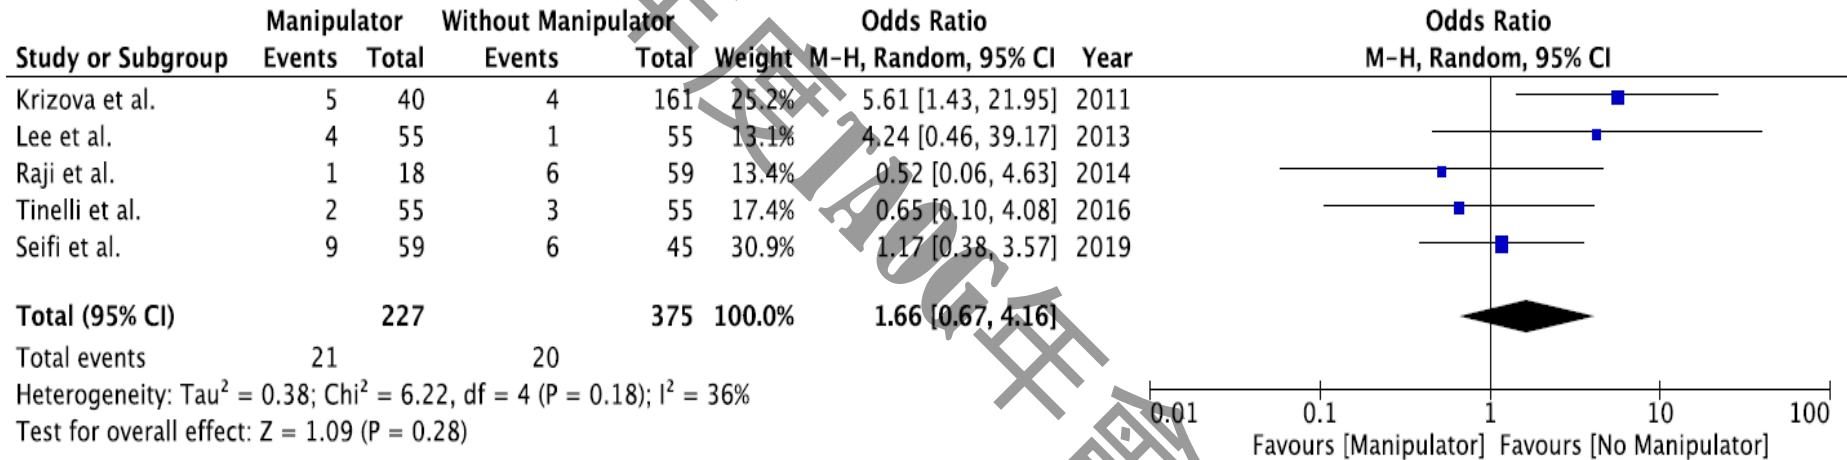 Manipulator Without Manipulator Odds Ratio Odds Ratio
Study or Subgroup Events Total Events Total Weight M-H, Random, 95% CI Year M-H, Random, 95% CI
Krizova et al. 5 40 4 161 25.2% 5.61 [1.43, 21.95] 2011
Lee et al. 4 55 1 55 13.1% 4.24 [0.46, 39.17] 2013
Raji et al. 1 18 6 59 13.4% 0.52 [0.06, 4.63] 2014
Tinelli et al. 2 55 3 55 17.4% 0.65 [0.10, 4.08] 2016
Seifi et al. 9 59 6 45 30.9% 1.17 [0.38, 3.57] 2019
Total (95% CI) 227 375 100.0% 1.66 [0.67, 4.16]
Total events 21 20
Heterogeneity: Tau² = 0.38; Chi² = 6.22, df = 4 (P = 0.18); I² = 36%
Test for overall effect: Z = 1.09 (P = 0.28)
0.01 0.1 1 10 100
Favours [Manipulator] Favours [No Manipulator]
年度TAOG年會